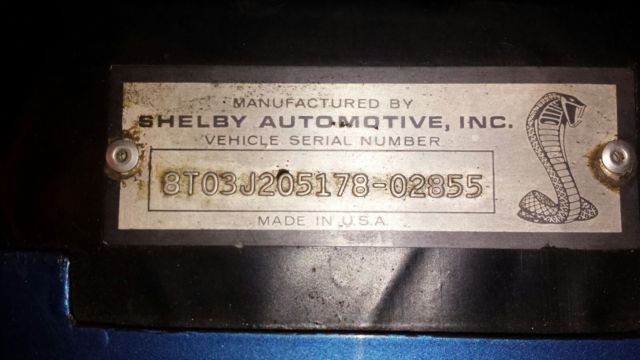 MANUFACTURED BY
SHELBY AUTOMOTIVE, INC.
VEHICLE SERIAL NUMBER
8T03J205178-02855
MADE IN U.S.A.